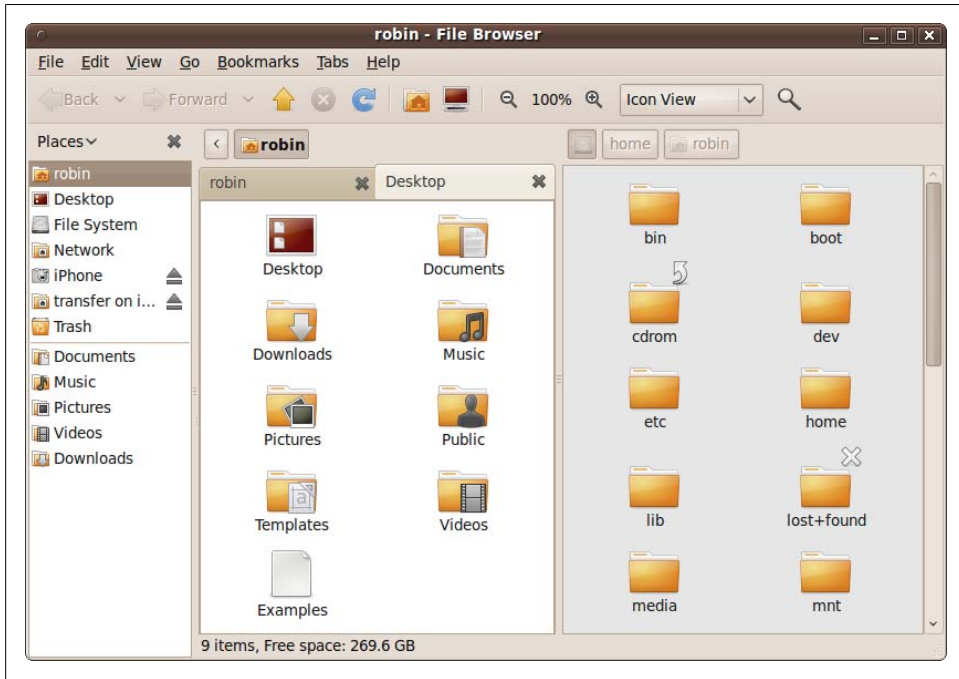 robin - File Browser
File Edit View Go Bookmarks Tabs Help
Back Forward 100% Icon View
Places
robin
Desktop
File System
Network
iPhone
transfer on i...
Trash
Documents
Music
Pictures
Videos
Downloads
robin
robin Desktop
Desktop Documents
Downloads Music
Pictures Public
Templates Videos
Examples
9 items, Free space: 269.6 GB
home robin
bin boot
cdrom dev
etc home
lib lost+found
media mnt